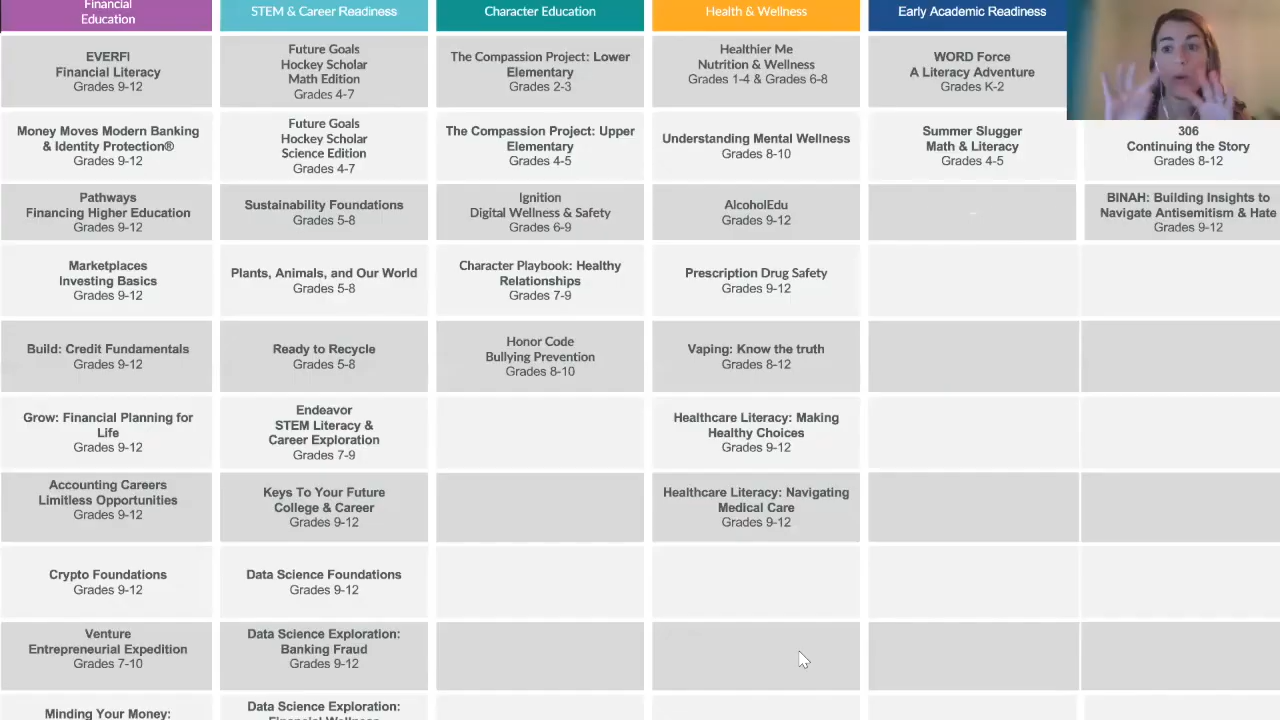 Financial
Education
STEM & Career Readiness
Character Education
Health & Wellness
Early Academic Readiness
EVERFI
Financial Literacy
Grades 9-12
Future Goals
Hockey Scholar
Math Edition
Grades 4-7
The Compassion Project: Lower
Elementary
Grades 2-3
Healthier Me
Nutrition & Wellness
Grades 1-4 & Grades 6-8
WORD Force
A Literacy Adventure
Grades K-2
Money Moves Modern Banking
& Identity Protection®
Grades 9-12
Future Goals
Hockey Scholar
Science Edition
Grades 4-7
The Compassion Project: Upper
Elementary
Grades 4-5
Understanding Mental Wellness
Grades 8-10
Summer Slugger
Math & Literacy
Grades 4-5
306
Continuing the Story
Grades 8-12
Pathways
Financing Higher Education
Grades 9-12
Sustainability Foundations
Grades 5-8
Ignition
Digital Wellness & Safety
Grades 6-9
AlcoholEdu
Grades 9-12
BINAH: Building Insights to
Navigate Antisemitism & Hate
Grades 9-12
Marketplaces
Investing Basics
Grades 9-12
Plants, Animals, and Our World
Grades 5-8
Character Playbook: Healthy
Relationships
Grades 7-9
Prescription Drug Safety
Grades 9-12
Build: Credit Fundamentals
Grades 9-12
Ready to Recycle
Grades 5-8
Honor Code
Bullying Prevention
Grades 8-10
Vaping: Know the truth
Grades 8-12
Grow: Financial Planning for
Life
Grades 9-12
Endeavor
STEM Literacy &
Career Exploration
Grades 7-9
Healthcare Literacy: Making
Healthy Choices
Grades 9-12
Accounting Careers
Limitless Opportunities
Grades 9-12
Keys To Your Future
College & Career
Grades 9-12
Healthcare Literacy: Navigating
Medical Care
Grades 9-12
Crypto Foundations
Grades 9-12
Data Science Foundations
Grades 9-12
Venture
Entrepreneurial Expedition
Grades 7-10
Data Science Exploration:
Banking Fraud
Grades 9-12
Minding Your Money:
Data Science Exploration:
Financial Wellness